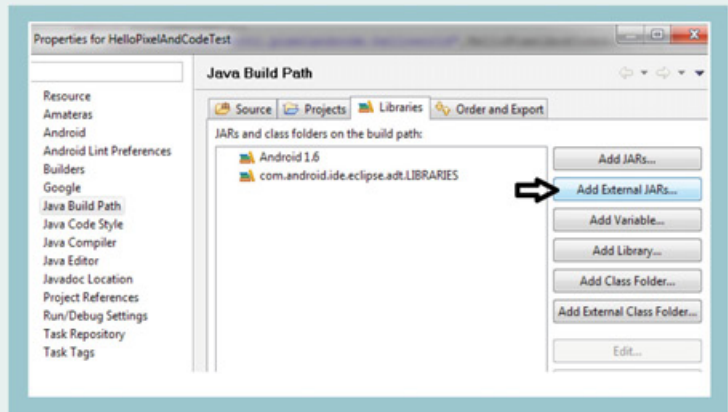 Properties for HelloPixelAndCodeTest
Java Build Path
Resource
Amateras
Android
Android Lint Preferences
Builders
Google
Java Build Path
Java Code Style
Java Compiler
Java Editor
Javadoc Location
Project References
Run/Debug Settings
Task Repository
Task Tags
Source Projects Libraries Order and Export
JARs and class folders on the build path:
Android 1.6
com.android.ide.eclipse.adt.LIBRARIES
Add JARs...
Add External JARs...
Add Variable...
Add Library...
Add Class Folder...
Add External Class Folder...
Edit...